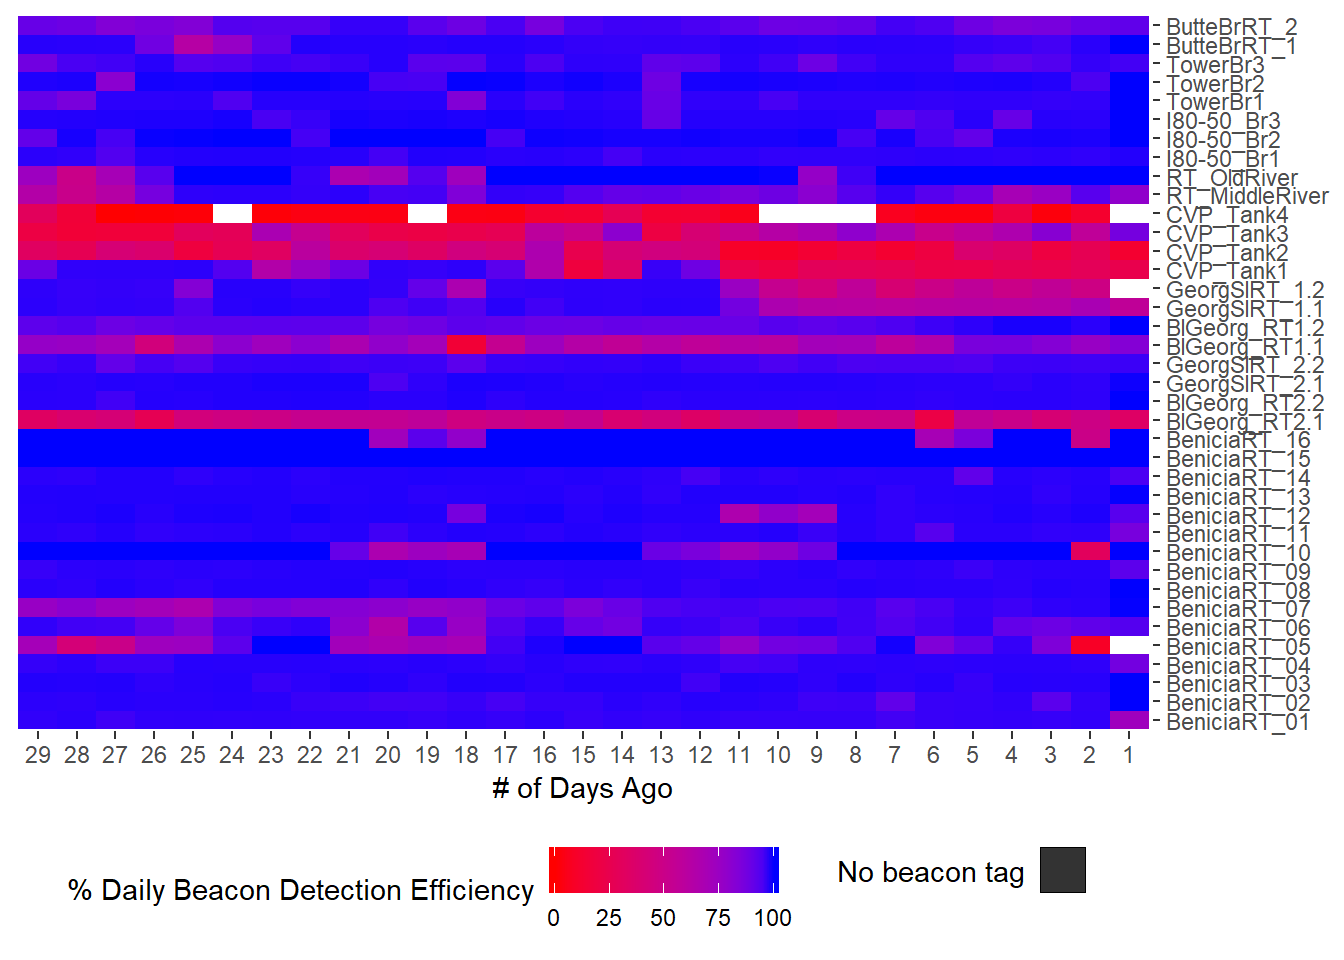 ButteBrRT_2
ButteBrRT_1
TowerBr3
TowerBr2
TowerBr1
I80-50_Br3
I80-50_Br2
I80-50_Br1
RT_OldRiver
RT_MiddleRiver
CVP_Tank4
CVP_Tank3
CVP_Tank2
CVP_Tank1
GeorgSlRT_1.2
GeorgSlRT_1.1
BlGeorg_RT1.2
BlGeorg_RT1.1
GeorgSlRT_2.2
GeorgSlRT_2.1
BlGeorg_RT2.2
BlGeorg_RT2.1
BeniciaRT_16
BeniciaRT_15
BeniciaRT_14
BeniciaRT_13
BeniciaRT_12
BeniciaRT_11
BeniciaRT_10
BeniciaRT_09
BeniciaRT_08
BeniciaRT_07
BeniciaRT_06
BeniciaRT_05
BeniciaRT_04
BeniciaRT_03
BeniciaRT_02
BeniciaRT_01
29 28 27 26 25 24 23 22 21 20 19 18 17 16 15 14 13 12 11 10 9 8 7 6 5 4 3 2 1
# of Days Ago
% Daily Beacon Detection Efficiency
0 25 50 75 100
No beacon tag